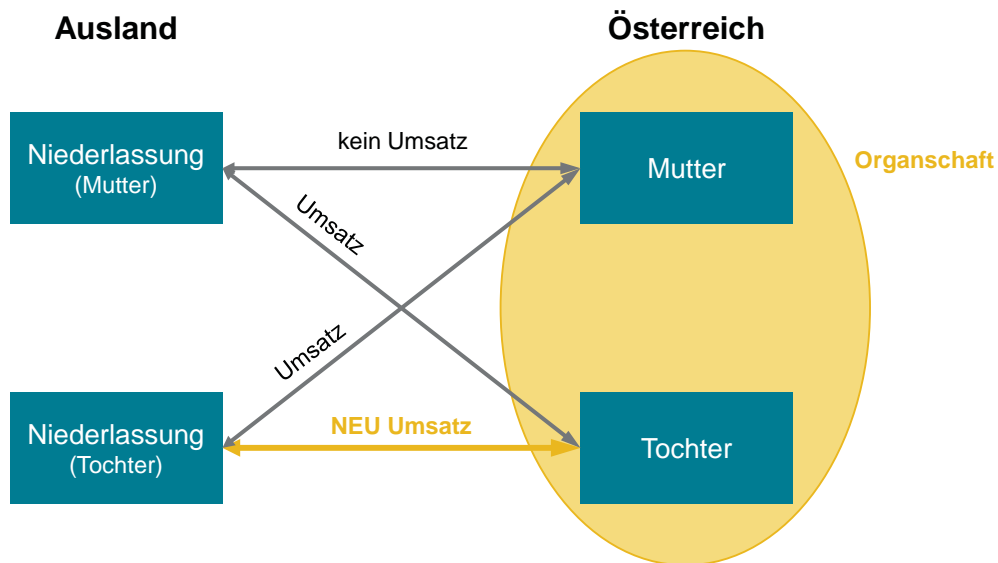 Ausland
Österreich
Niederlassung
(Mutter)
kein Umsatz
Mutter
Organschaft
Umsatz
Umsatz
Niederlassung
(Tochter)
NEU Umsatz
Tochter